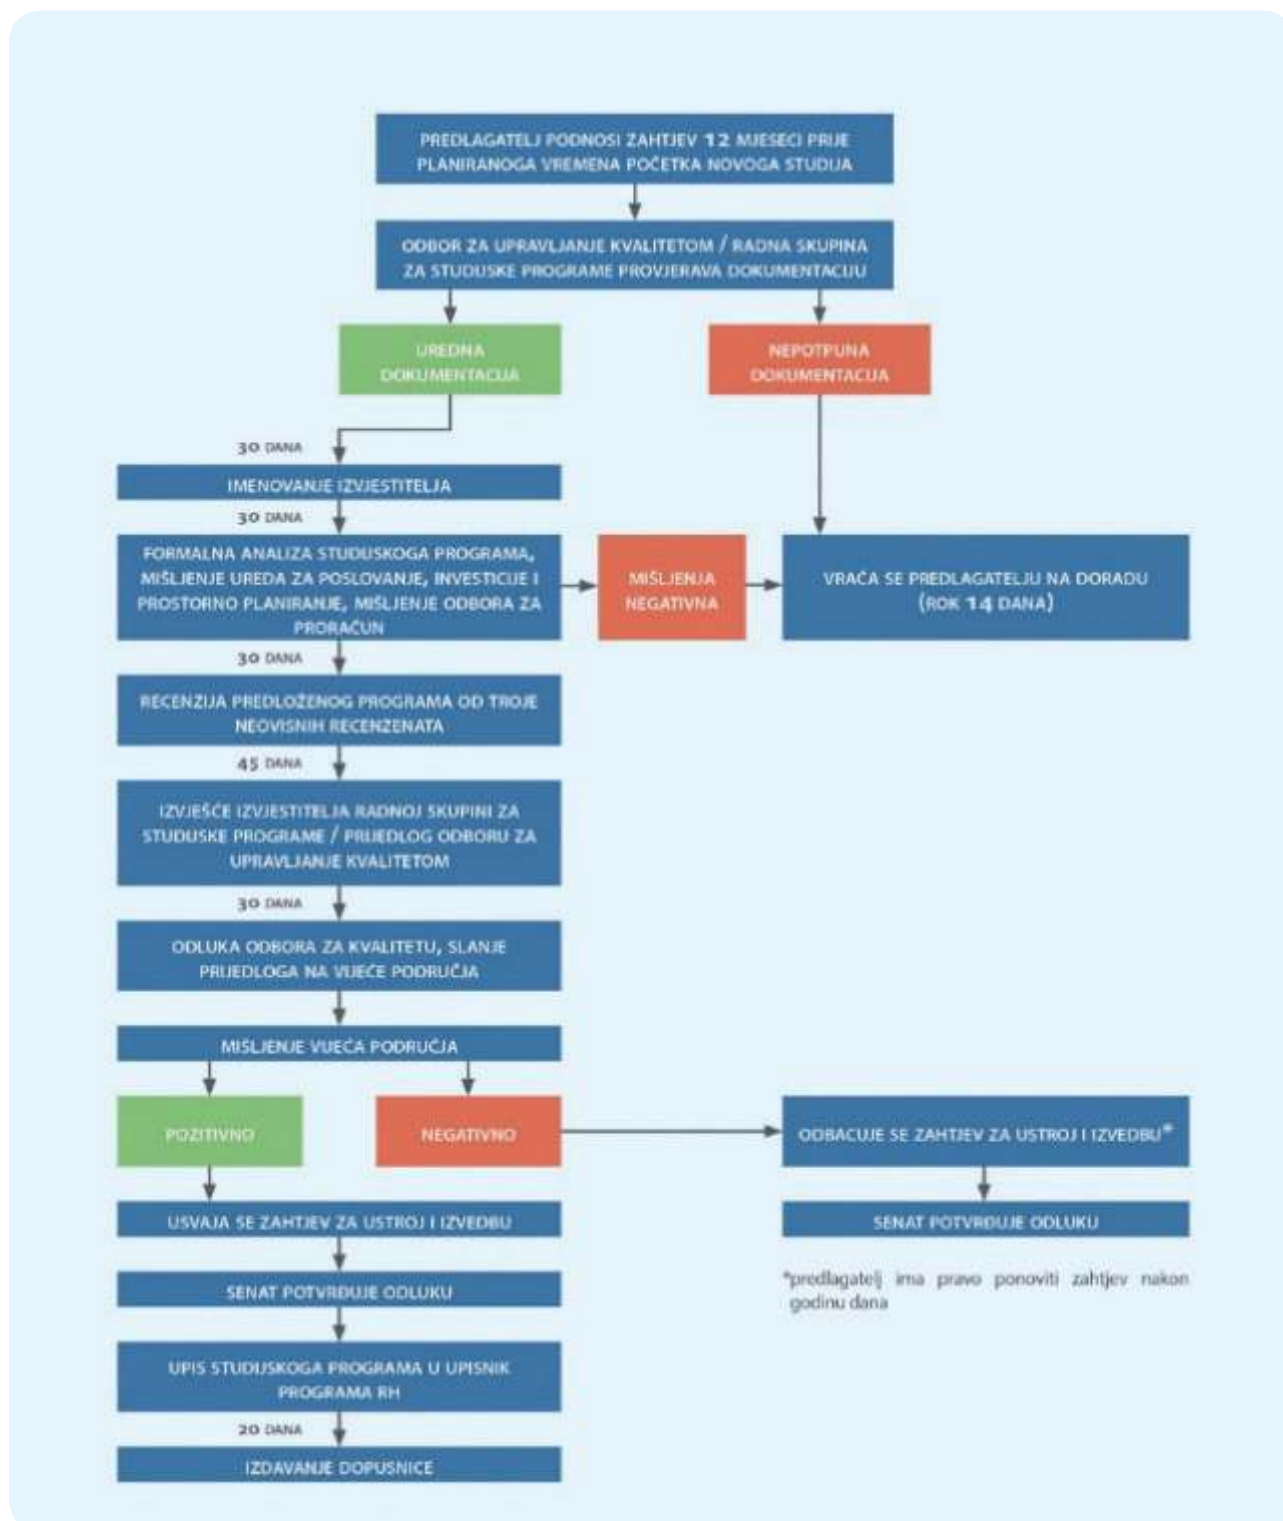 PREDLAGATELJ PODNOSI ZAHTJEV 12 MJESECI PRIJE
PLANIRANOGA VREMENA POČETKA NOVOGA STUDIJA
ODBOR ZA UPRAVLJANJE KVALITETOM / RADNA SKUPINA
ZA STUDIJSKE PROGRAME PROVJERAVA DOKUMENTACIJU
UREDNA
DOKUMENTACIJA
NEPOTPUNA
DOKUMENTACIJA
30 DANA
IMENOVANJE IZVJESTITELJA
30 DANA
FORMALNA ANALIZA STUDIJSKOGA PROGRAMA,
MIŠLJENJE UREDA ZA POSLOVANJE, INVESTICIJE I
PROSTORNO PLANIRANJE, MIŠLJENJE ODBORA ZA
PRORAČUN
MIŠLJENJA
NEGATIVNA
VRAĆA SE PREDLAGATELJU NA DORADU
(ROK 14 DANA)
30 DANA
RECENZIJA PREDLOŽENOG PROGRAMA OD TROJE
NEOVISNIH RECENZENATA
45 DANA
IZVJEŠĆE IZVJESTITELJA RADNOJ SKUPINI ZA
STUDIJSKE PROGRAME / PRIJEDLOG ODBORU ZA
UPRAVLJANJE KVALITETOM
30 DANA
ODLUKA ODBORA ZA KVALITETU, SLANJE
PRIJEDLOGA NA VIJEĆE PODRUČJA
MIŠLJENJE VIJEĆA PODRUČJA
POZITIVNO
NEGATIVNO
ODBACUJE SE ZAHTJEV ZA USTROJ I IZVEDBU*
USVAJA SE ZAHTJEV ZA USTROJ I IZVEDBU
SENAT POTVRĐUJE ODLUKU
SENAT POTVRĐUJE ODLUKU
*predlagatelj ima pravo ponoviti zahtjev nakon
godinu dana
UPIS STUDIJSKOGA PROGRAMA U UPISNIK
PROGRAMA RH
20 DANA
IZDAVANJE DOPUSNICE